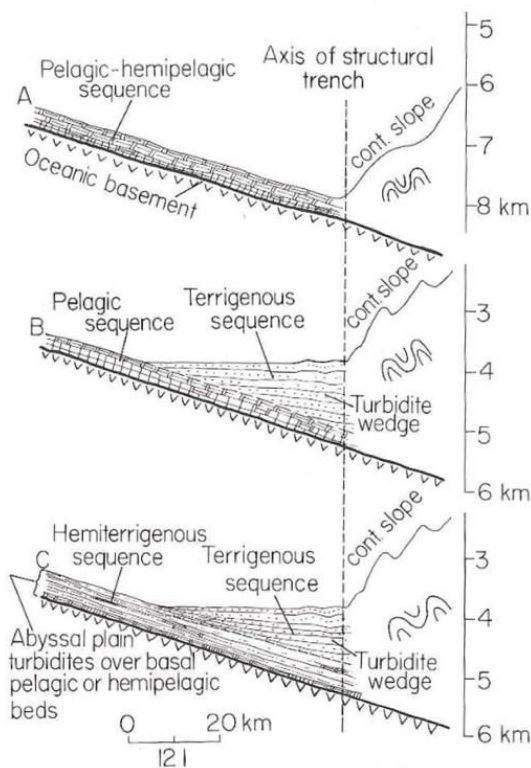 5
Axis of structural
trench
Pelagic-hemipelagic
sequence
6
A
cont. slope
7
Oceanic basement
8 km
3
Pelagic
sequence
Terrigenous
sequence
cont. slope
B
4
Turbidite
wedge
5
6 km
Hemiterrigenous
sequence
Terrigenous
sequence
cont. slope
3
C
4
Abyssal plain
turbidites over basal
pelagic or hemipelagic
beds
Turbidite
wedge
5
0 20 km
121
6 km